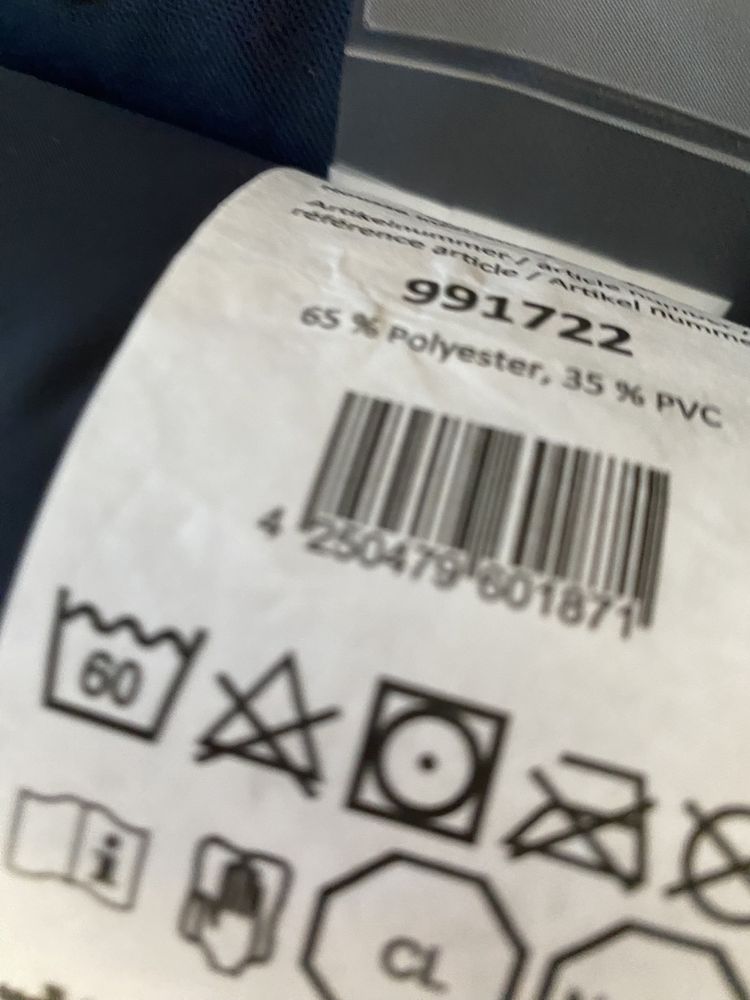 Artikelnummer / article number /
référence article / Artikel nummer
991722
65 % Polyester, 35 % PVC
4 250479 601871
60
i
CL